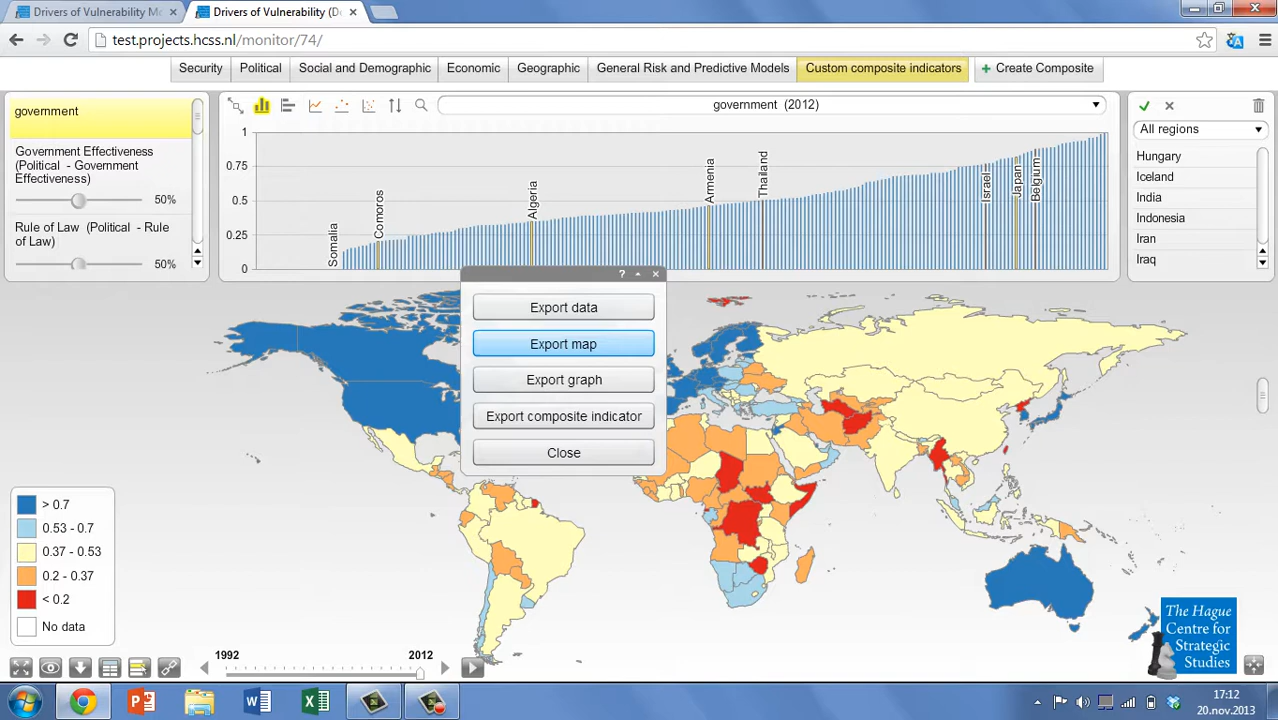 Drivers of Vulnerability Mo
Drivers of Vulnerability (Do
test.projects.hcss.nl/monitor/74/
Security
Political
Social and Demographic
Economic
Geographic
General Risk and Predictive Models
Custom composite indicators
+ Create Composite
government
Government Effectiveness
(Political - Government
Effectiveness)
50%
Rule of Law (Political - Rule
of Law)
50%
government (2012)
1
0.75
0.5
0.25
0
Somalia
Comoros
Algeria
Armenia
Thailand
Israel
Japan
Belgium
All regions
Hungary
Iceland
India
Indonesia
Iran
Iraq
?
Export data
Export map
Export graph
Export composite indicator
Close
> 0.7
0.53 - 0.7
0.37 - 0.53
0.2 - 0.37
< 0.2
No data
1992
2012
The Hague
Centre for
Strategic
Studies
17:12
20.nov.2013